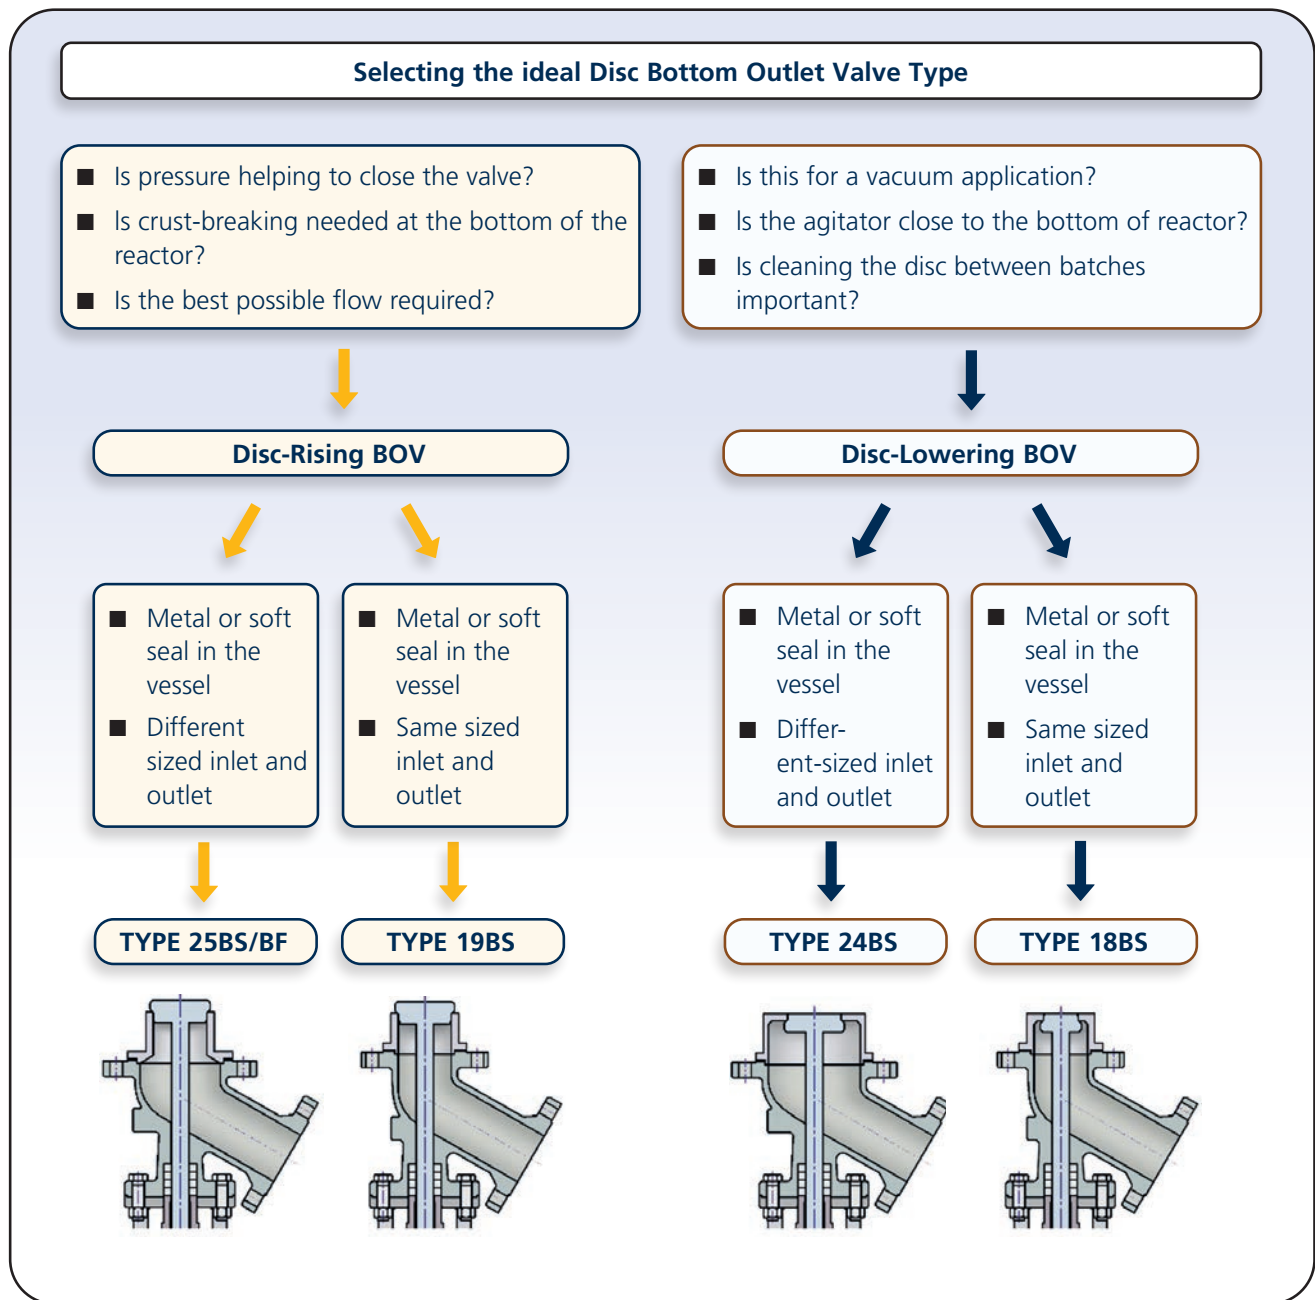 Selecting the ideal Disc Bottom Outlet Valve Type
■ Is pressure helping to close the valve?
■ Is crust-breaking needed at the bottom of the
reactor?
■ Is the best possible flow required?
■ Is this for a vacuum application?
■ Is the agitator close to the bottom of reactor?
■ Is cleaning the disc between batches
important?
Disc-Rising BOV
Disc-Lowering BOV
■ Metal or soft
seal in the
vessel
■ Different
sized inlet and
outlet
■ Metal or soft
seal in the
vessel
■ Same sized
inlet and
outlet
■ Metal or soft
seal in the
vessel
■ Differ-
ent-sized inlet
and outlet
■ Metal or soft
seal in the
vessel
■ Same sized
inlet and
outlet
TYPE 25BS/BF
TYPE 19BS
TYPE 24BS
TYPE 18BS